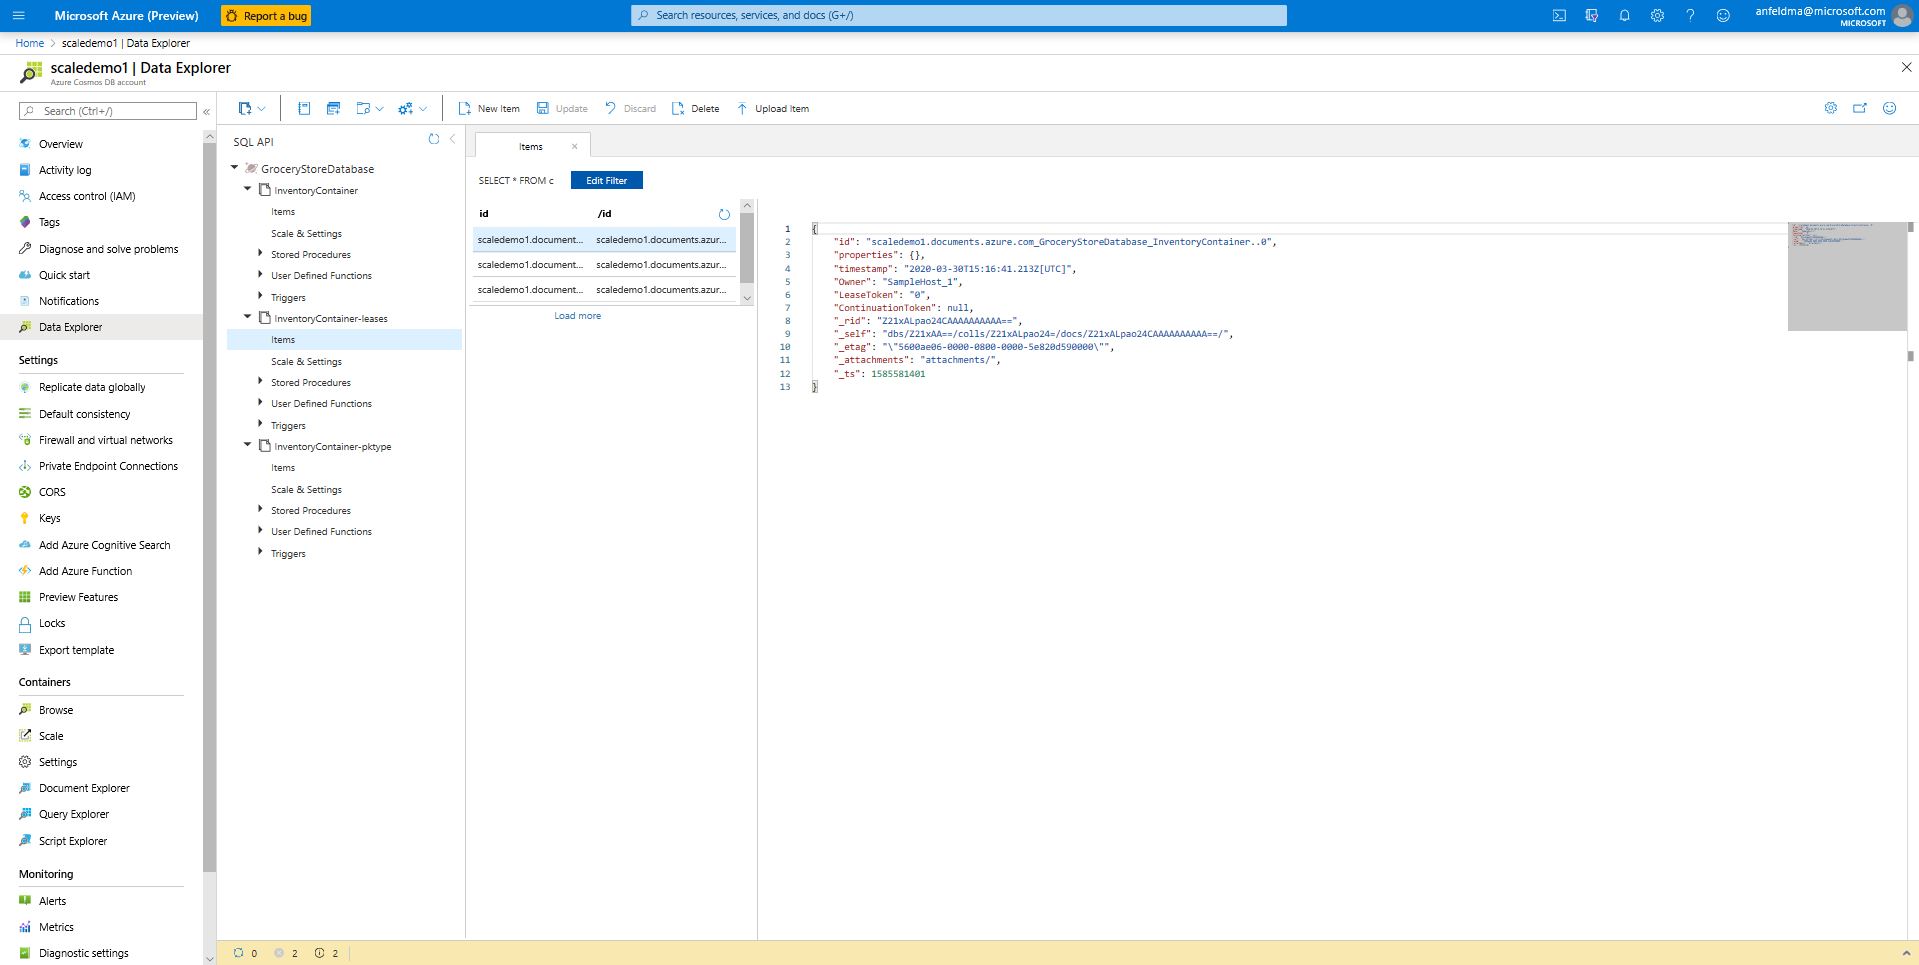 Microsoft Azure (Preview)
Report a bug
Search resources, services, and docs (G+/)
anfeldma@microsoft.com
MICROSOFT
Home > scaledemo1 | Data Explorer
scaledemo1 | Data Explorer
Azure Cosmos DB account
Search (Ctrl+/)
Overview
Activity log
Access control (IAM)
Tags
Diagnose and solve problems
Quick start
Notifications
Data Explorer
Settings
Replicate data globally
Default consistency
Firewall and virtual networks
Private Endpoint Connections
CORS
Keys
Add Azure Cognitive Search
Add Azure Function
Preview Features
Locks
Export template
Containers
Browse
Scale
Settings
Document Explorer
Query Explorer
Script Explorer
Monitoring
Alerts
Metrics
Diagnostic settings
New Item Update Discard Delete Upload Item
SQL API
GroceryStoreDatabase
InventoryContainer
Items
Scale & Settings
Stored Procedures
User Defined Functions
Triggers
InventoryContainer-leases
Items
Scale & Settings
Stored Procedures
User Defined Functions
Triggers
InventoryContainer-pktype
Items
Scale & Settings
Stored Procedures
User Defined Functions
Triggers
Items
SELECT * FROM c Edit Filter
id /id
scaledemo1.document... scaledemo1.documents.azur...
scaledemo1.document... scaledemo1.documents.azur...
scaledemo1.document... scaledemo1.documents.azur...
Load more
1 {
2 "id": "scaledemo1.documents.azure.com_GroceryStoreDatabase_InventoryContainer..0",
3 "properties": {},
4 "timestamp": "2020-03-30T15:16:41.213Z[UTC]",
5 "Owner": "SampleHost_1",
6 "LeaseToken": "0",
7 "ContinuationToken": null,
8 "_rid": "Z21xALpao24CAAAAAAAAAA==",
9 "_self": "dbs/Z21xAA==/colls/Z21xALpao24=/docs/Z21xALpao24CAAAAAAAAAA==/",
10 "_etag": "\"5600ae06-0000-0800-0000-5e820d590000\"",
11 "_attachments": "attachments/",
12 "_ts": 1585581401
13 }
0 2 2